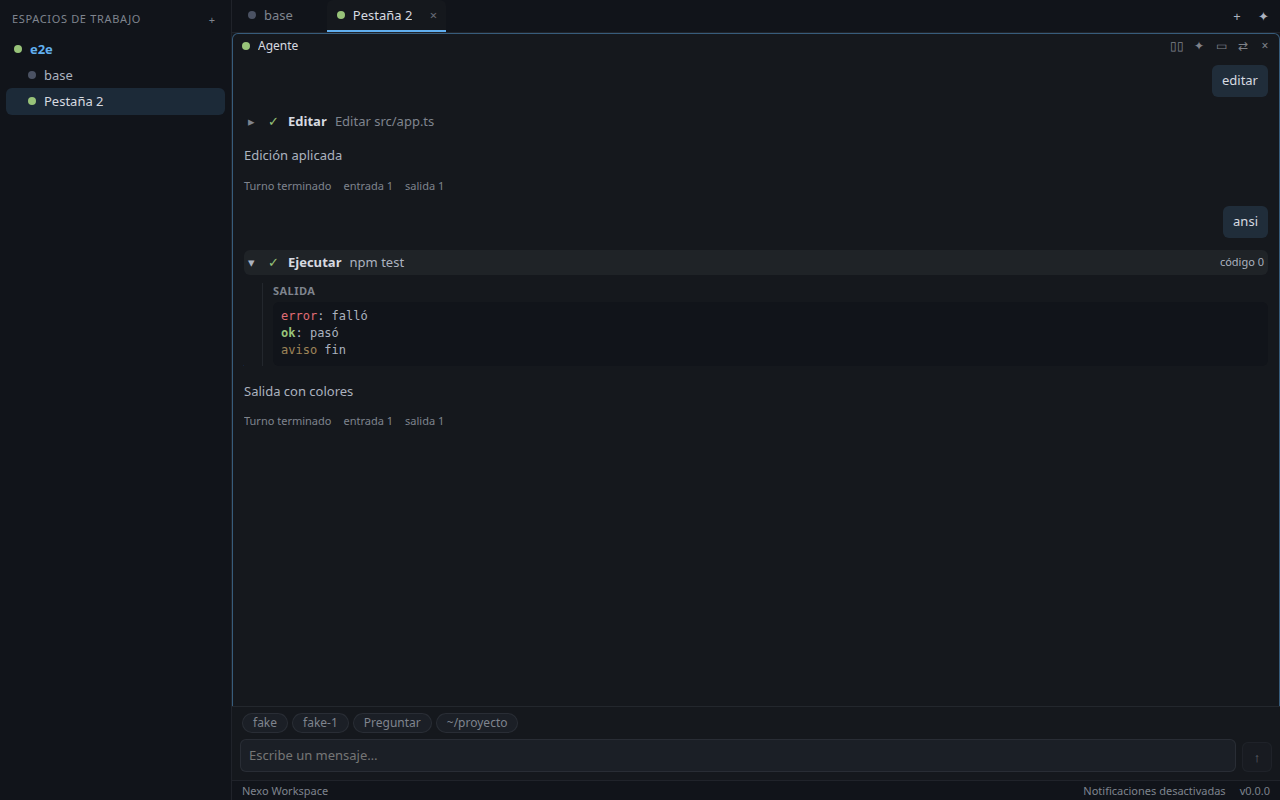 ESPACIOS DE TRABAJO +
e2e
base
Pestaña 2
base
Pestaña 2 ×
+ ✦
Agente
editar
▸ ✓ Editar Editar src/app.ts
Edición aplicada
Turno terminado entrada 1 salida 1
ansi
▾ ✓ Ejecutar npm test código 0
SALIDA
error: falló
ok: pasó
aviso fin
Salida con colores
Turno terminado entrada 1 salida 1
fake fake-1 Preguntar ~/proyecto
Escribe un mensaje...
↑
Nexo Workspace Notificaciones desactivadas v0.0.0